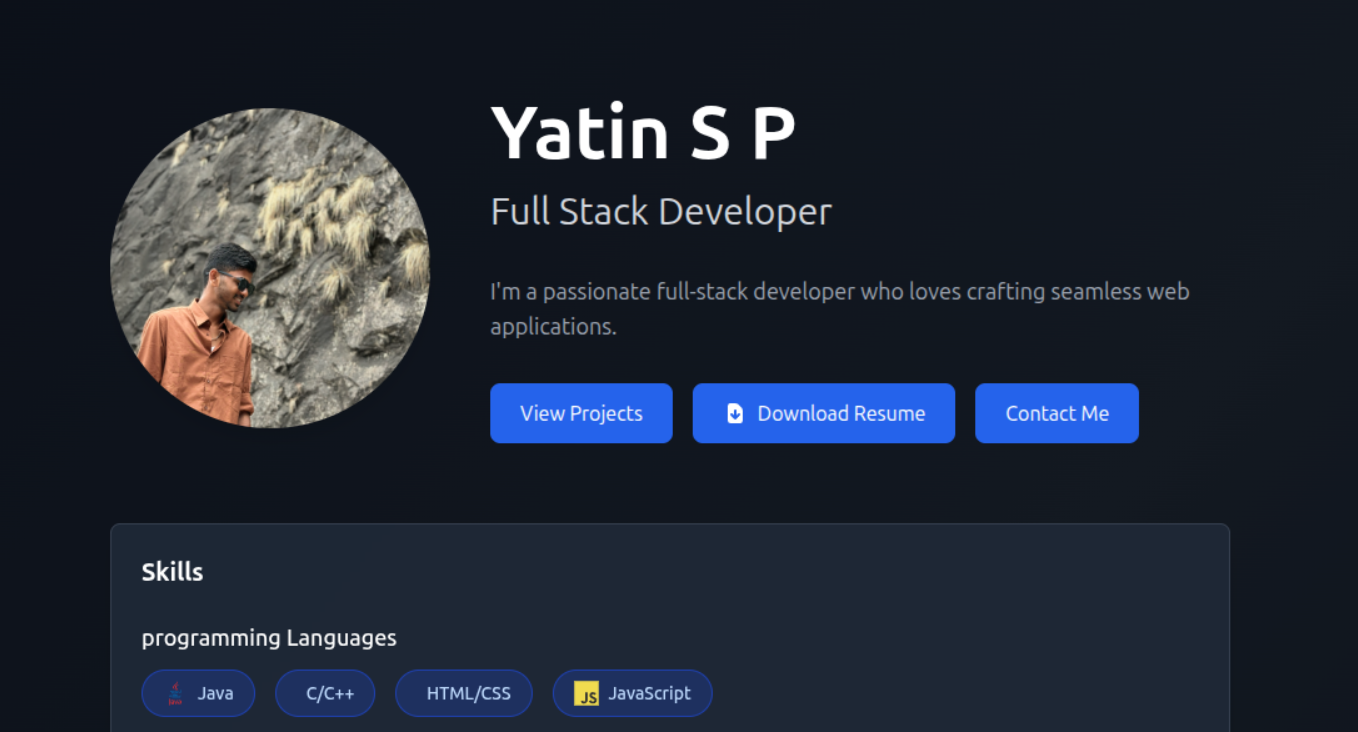 Yatin S P
Full Stack Developer
I'm a passionate full-stack developer who loves crafting seamless web
applications.
View Projects
Download Resume
Contact Me
Skills
programming Languages
Java
Java
C/C++
HTML/CSS
JS
JavaScript